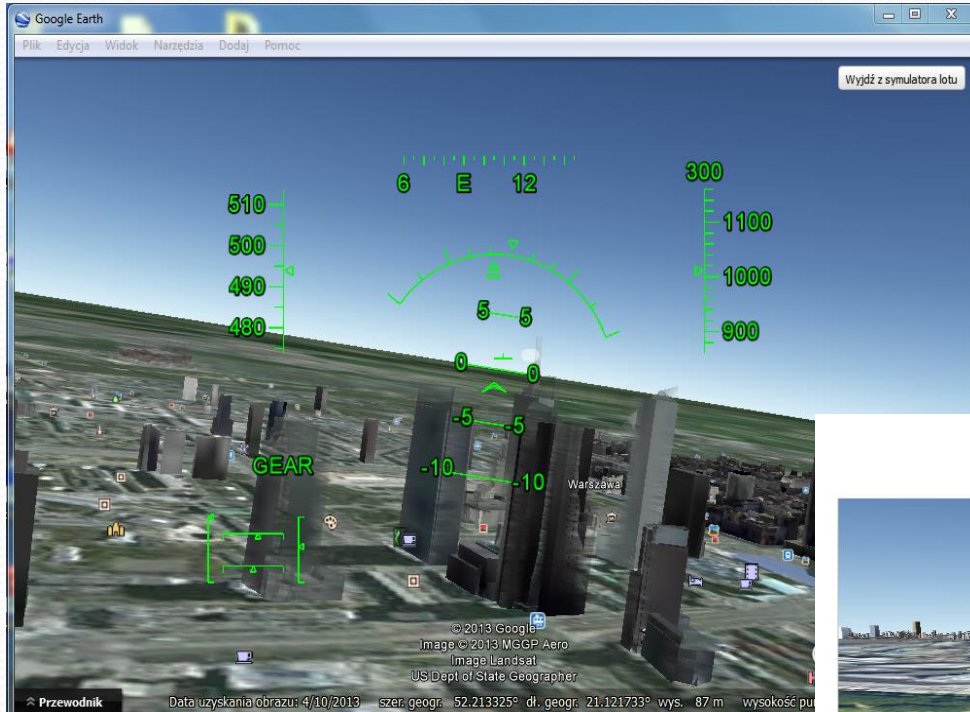 Google Earth
Plik Edycja Widok Narzędzia Dodaj Pomoc
Wyjdź z symulatora lotu
6 E 12
300
510
500
490
480
1100
1000
900
5 5
0 0
-5 -5
-10 -10
GEAR
Warszawa
© 2013 Google
Image © 2013 MGGP Aero
Image Landsat
US Dept of State Geographer
Przewodnik
Data uzyskania obrazu: 4/10/2013 szer. geogr. 52.213325° dł. geogr. 21.121733° wys. 87 m wysokość